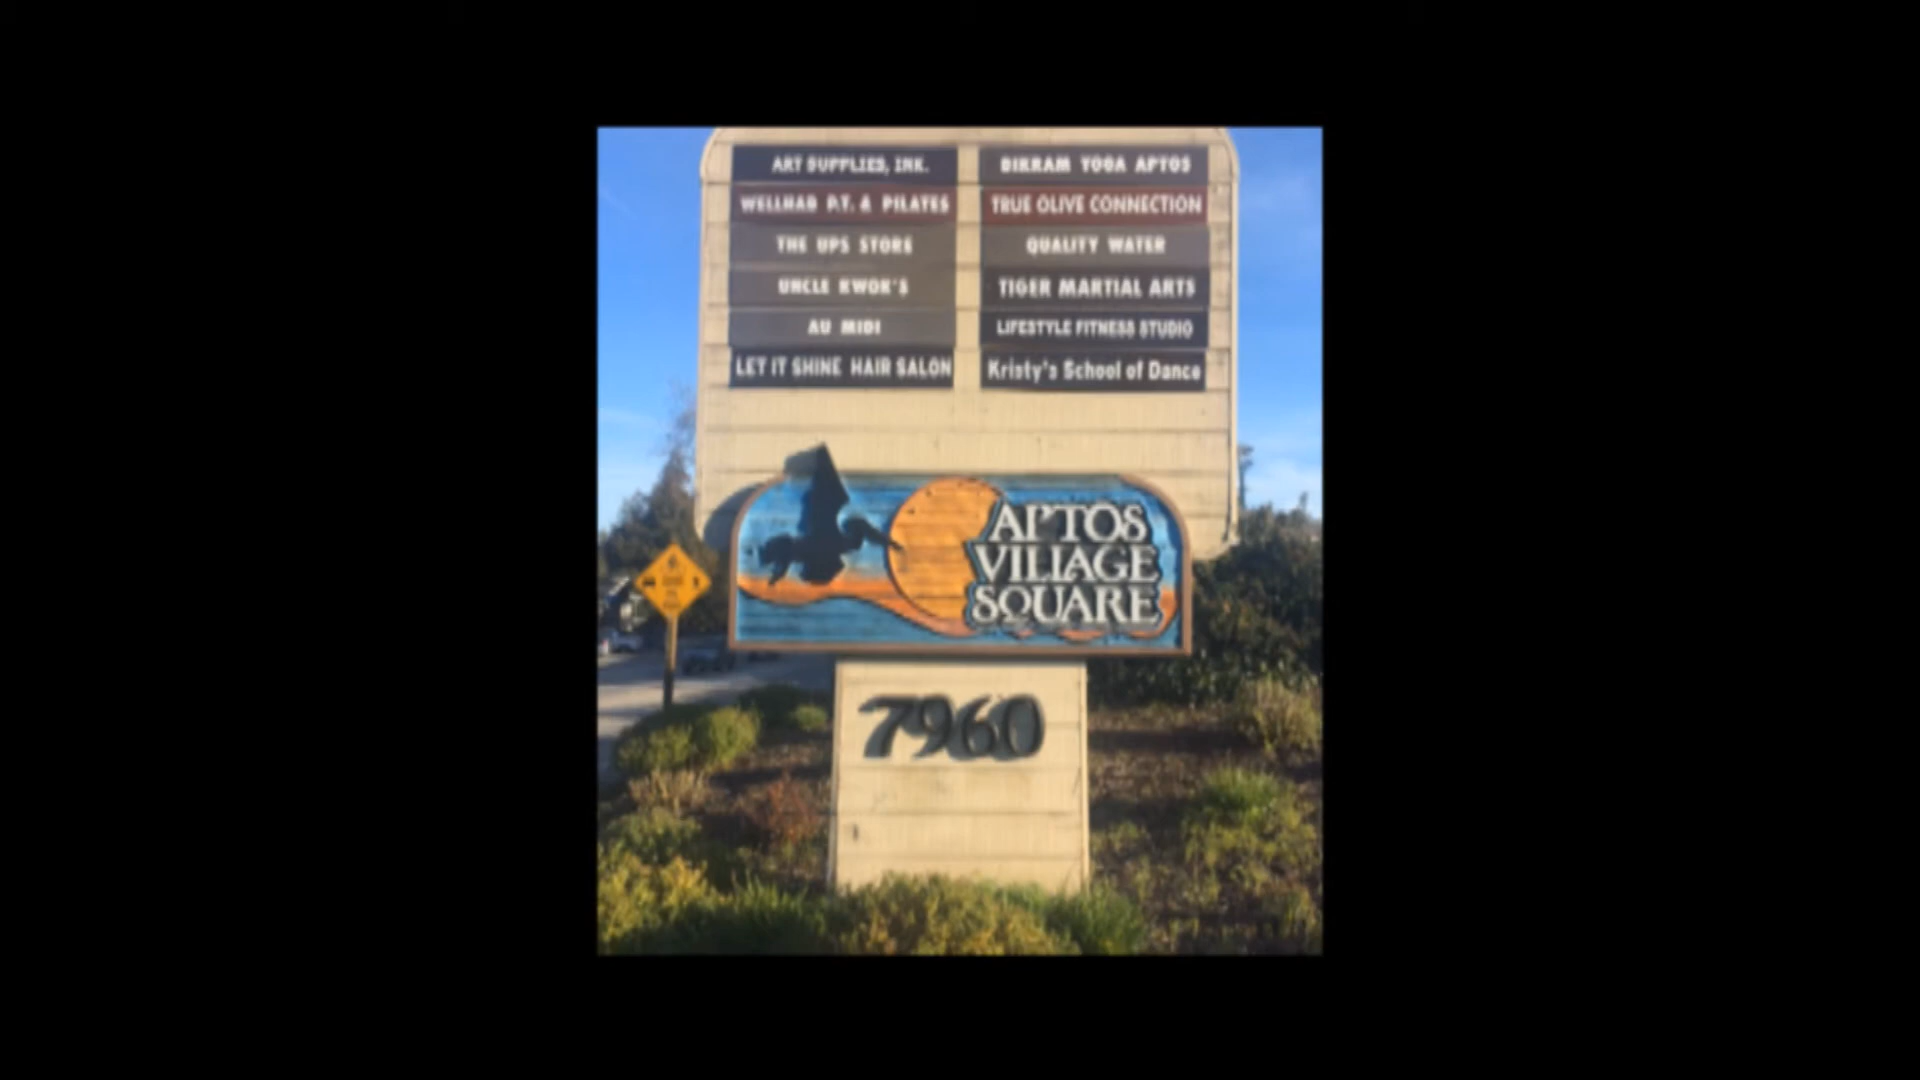 ART SUPPLIES, INK.
WELLHAB P.T. & PILATES
THE UPS STORE
UNCLE KWOK'S
AU MIDI
LET IT SHINE HAIR SALON
BIKRAM YOGA APTOS
TRUE OLIVE CONNECTION
QUALITY WATER
TIGER MARTIAL ARTS
LIFESTYLE FITNESS STUDIO
Kristy's School of Dance
APTOS
VILLAGE
SQUARE
7960